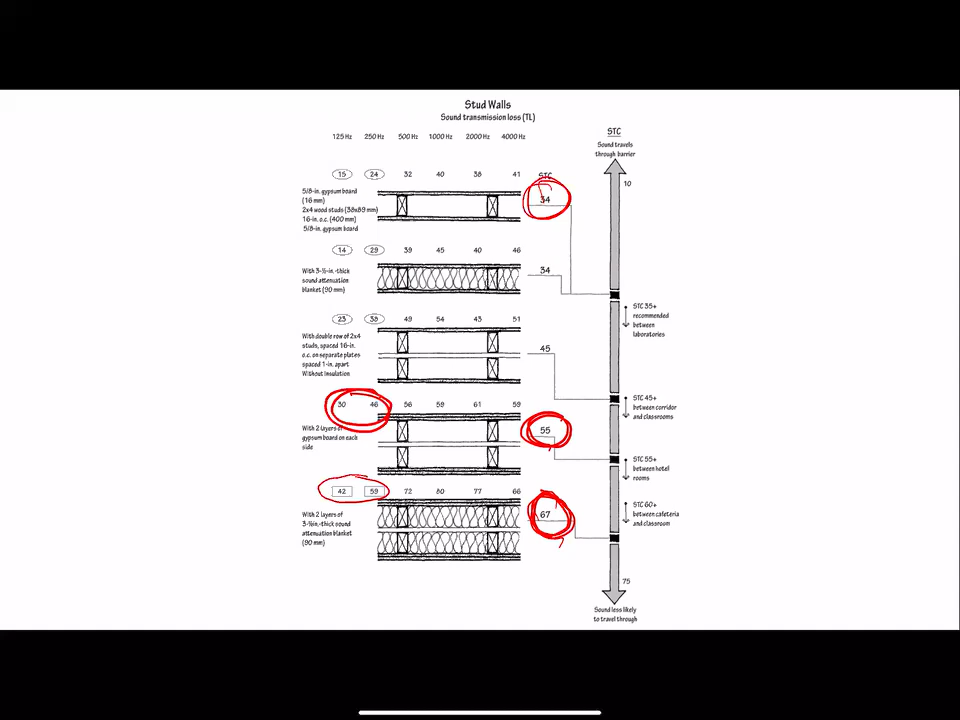 Stud Walls
Sound transmission loss (TL)
125 Hz 250 Hz 500 Hz 1000 Hz 2000 Hz 4000 Hz
STC
Sound travels
through barrier
10
15 24 32 40 38 41 STC
5/8-in. gypsum board
(16 mm)
2x4 wood studs (38x89 mm)
16-in. o.c. (400 mm)
5/8-in. gypsum board
34
14 29 39 45 40 46
With 3-½-in.-thick
sound attenuation
blanket (90 mm)
34
STC 35+
recommended
between
laboratories
23 38 49 54 43 51
With double row of 2x4
studs, spaced 16-in.
o.c. on separate plates
spaced 1-in. apart
Without Insulation
45
STC 45+
between corridor
and classrooms
30 46 56 59 61 59
With 2 layers of
gypsum board on each
side
55
STC 55+
between hotel
rooms
42 59 72 80 77 66
With 2 layers of
3-½in.-thick sound
attenuation blanket
(90 mm)
67
STC 60+
between cafeteria
and classroom
75
Sound less likely
to travel through